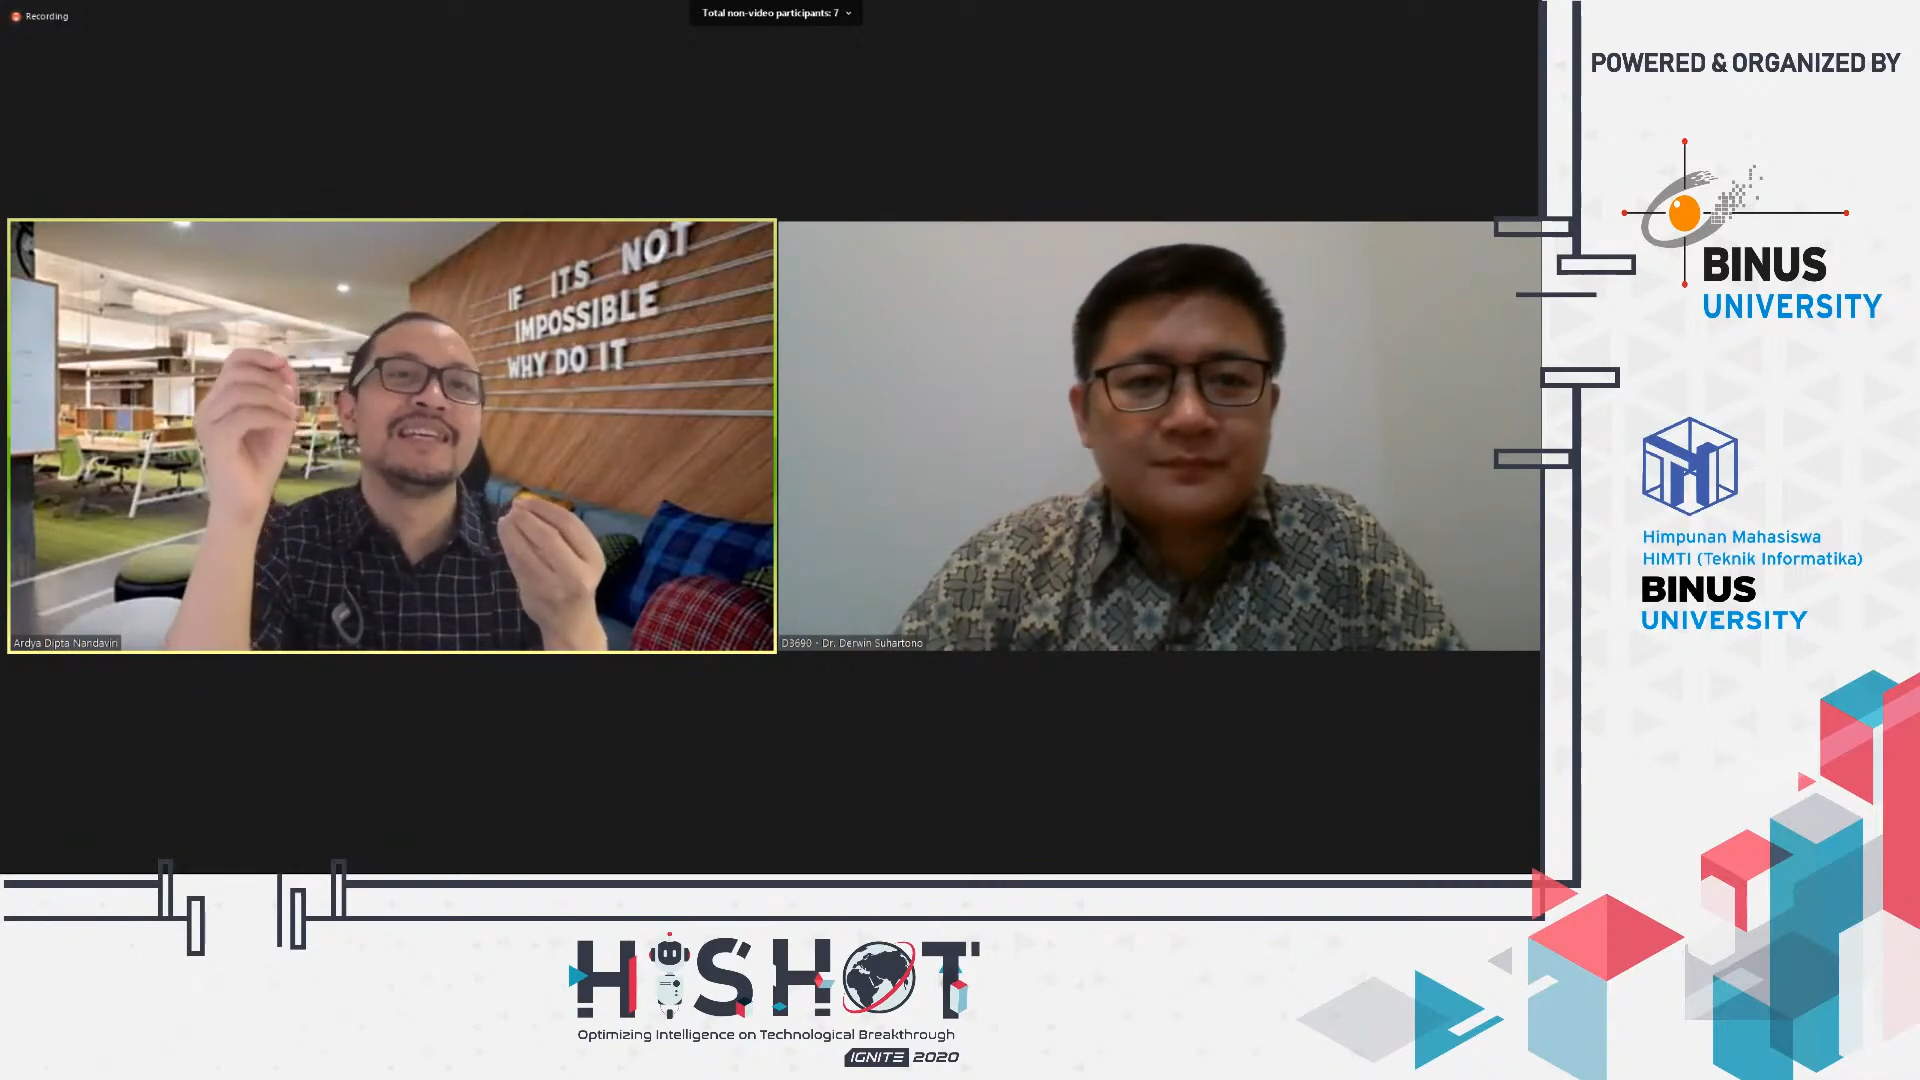 Recording
Total non-video participants: 7
POWERED & ORGANIZED BY
BINUS
UNIVERSITY
IF ITS NOT
IMPOSSIBLE
WHY DO IT
Ardya Dipta Nandaviri
D3690 - Dr. Derwin Suhartono
Himpunan Mahasiswa
HIMTI (Teknik Informatika)
BINUS
UNIVERSITY
HISHOT
Optimizing Intelligence on Technological Breakthrough
IGNITE 2020